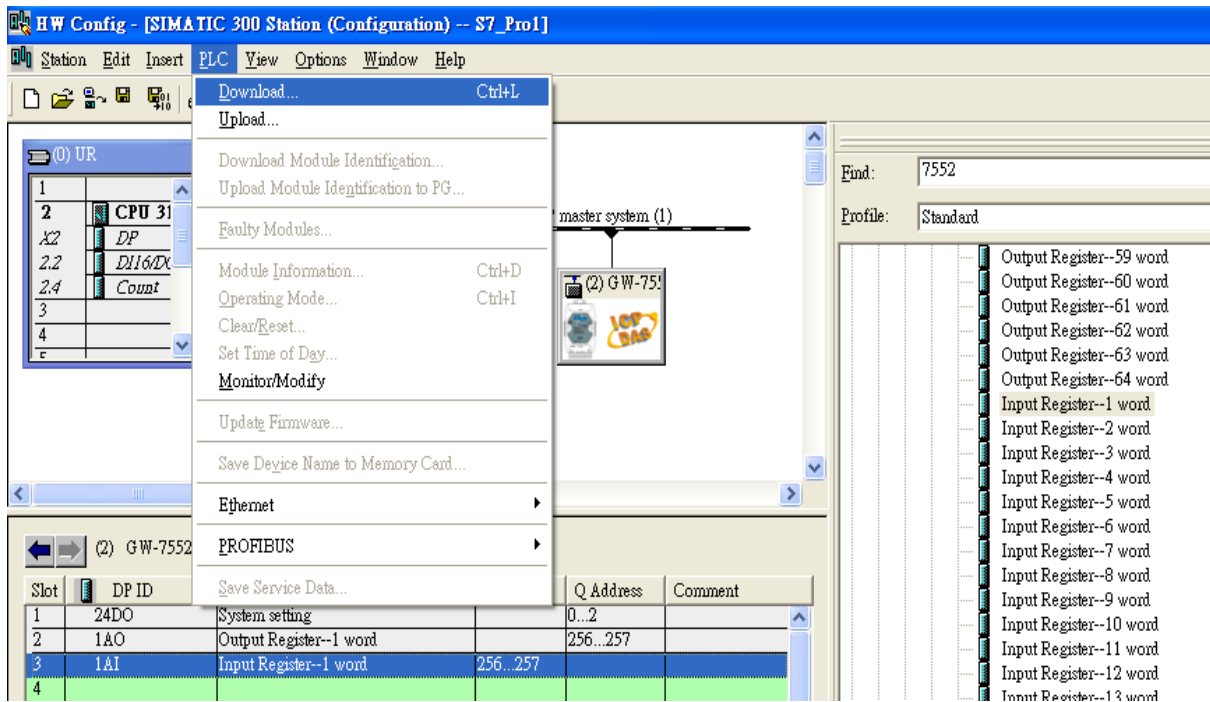 HW Config - [SIMATIC 300 Station (Configuration) -- S7_Pro1]
Station Edit Insert PLC View Options Window Help
Download... Ctrl+L
Upload...
Download Module Identification...
Upload Module Identification to PG...
Faulty Modules...
Module Information... Ctrl+D
Operating Mode... Ctrl+I
Clear/Reset...
Set Time of Day...
Monitor/Modify
Update Firmware...
Save Device Name to Memory Card...
Ethernet
PROFIBUS
Save Service Data...
(0) UR
1
2 CPU 31
X2 DP
2.2 DI16/DO
2.4 Count
3
4
5
master system (1)
(2) GW-755
ICP DAS
Find: 7552
Profile: Standard
Output Register--59 word
Output Register--60 word
Output Register--61 word
Output Register--62 word
Output Register--63 word
Output Register--64 word
Input Register--1 word
Input Register--2 word
Input Register--3 word
Input Register--4 word
Input Register--5 word
Input Register--6 word
Input Register--7 word
Input Register--8 word
Input Register--9 word
Input Register--10 word
Input Register--11 word
Input Register--12 word
Input Register--13 word
(2) GW-7552
Slot DP ID Q Address Comment
1 24DO System setting 0...2
2 1AO Output Register--1 word 256...257
3 1AI Input Register--1 word 256...257
4